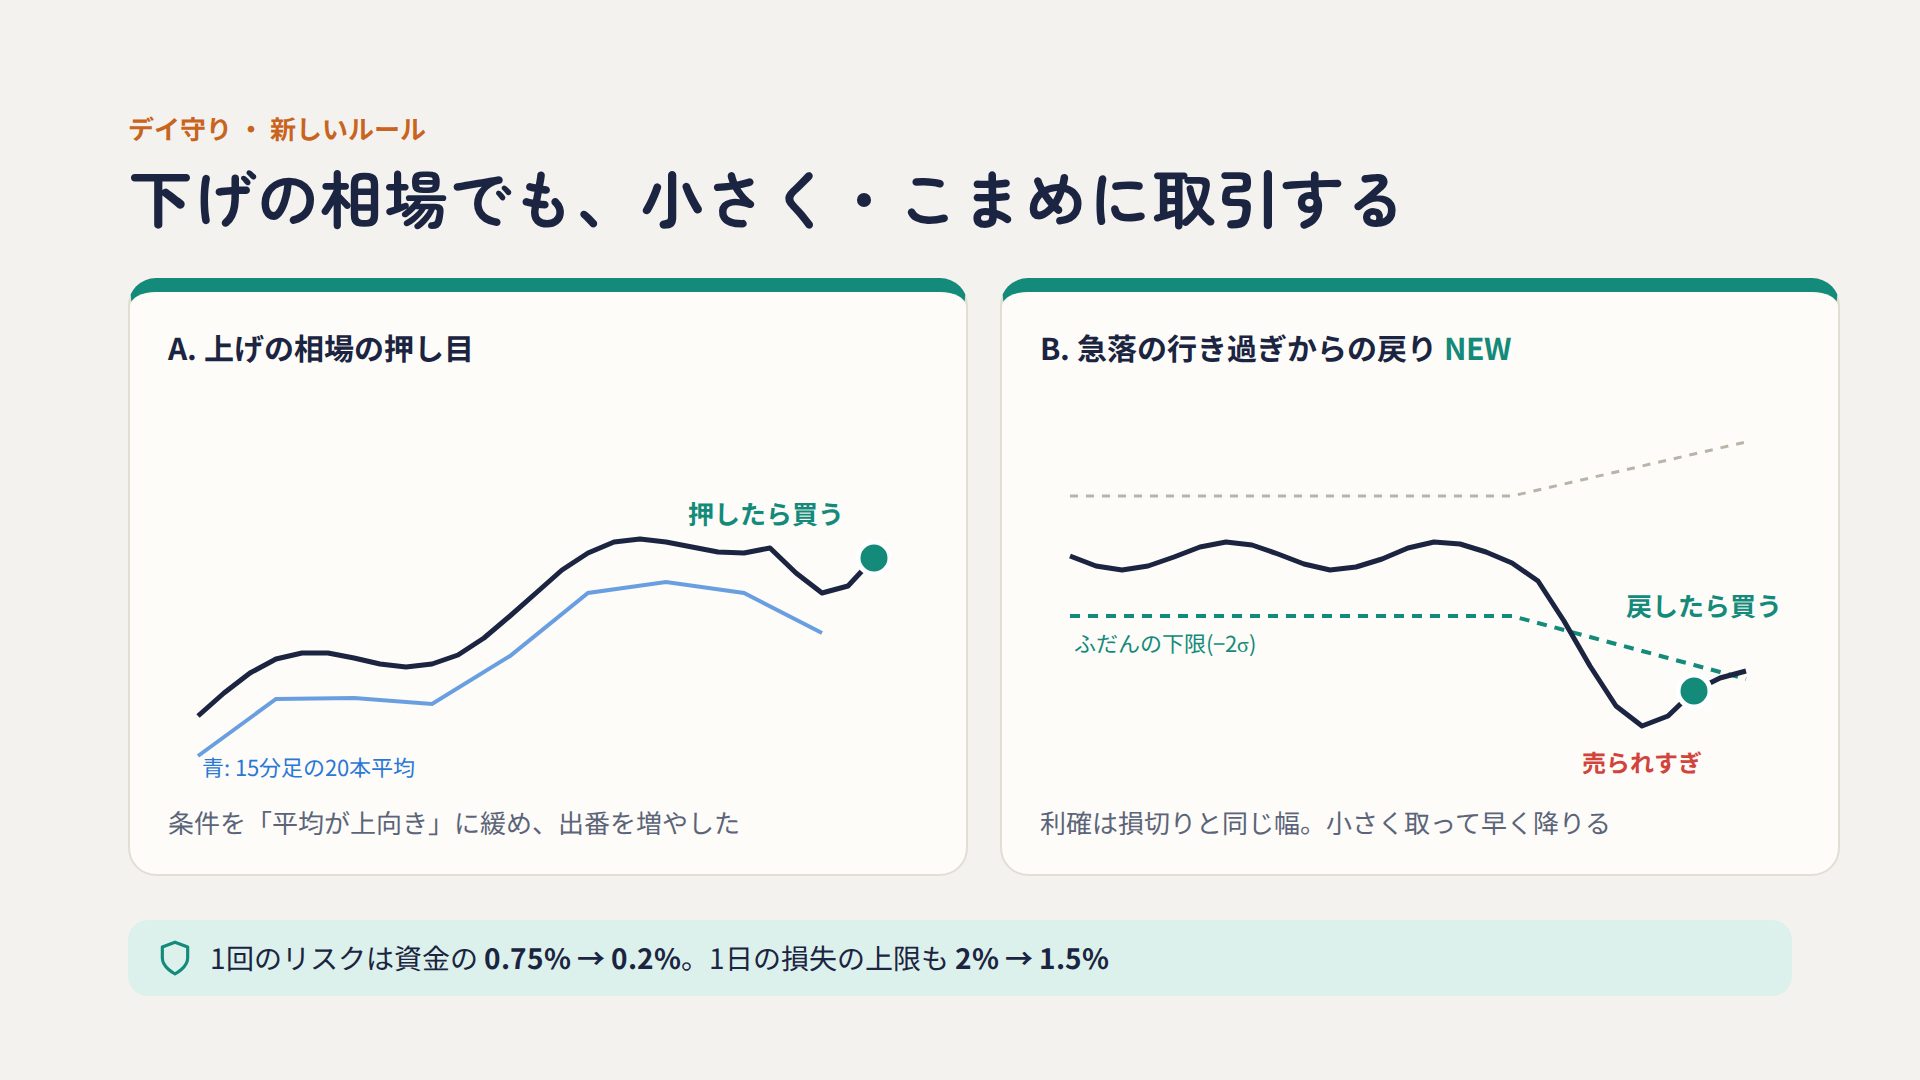 デイ守り ・ 新しいルール
下げの相場でも、小さく・こまめに取引する
A. 上げの相場の押し目
押したら買う
青: 15分足の20本平均
条件を「平均が上向き」に緩め、出番を増やした
B. 急落の行き過ぎからの戻り NEW
戻したら買う
ふだんの下限(−2σ)
売られすぎ
利確は損切りと同じ幅。小さく取って早く降りる
1回のリスクは資金の 0.75% → 0.2%。1日の損失の上限も 2% → 1.5%